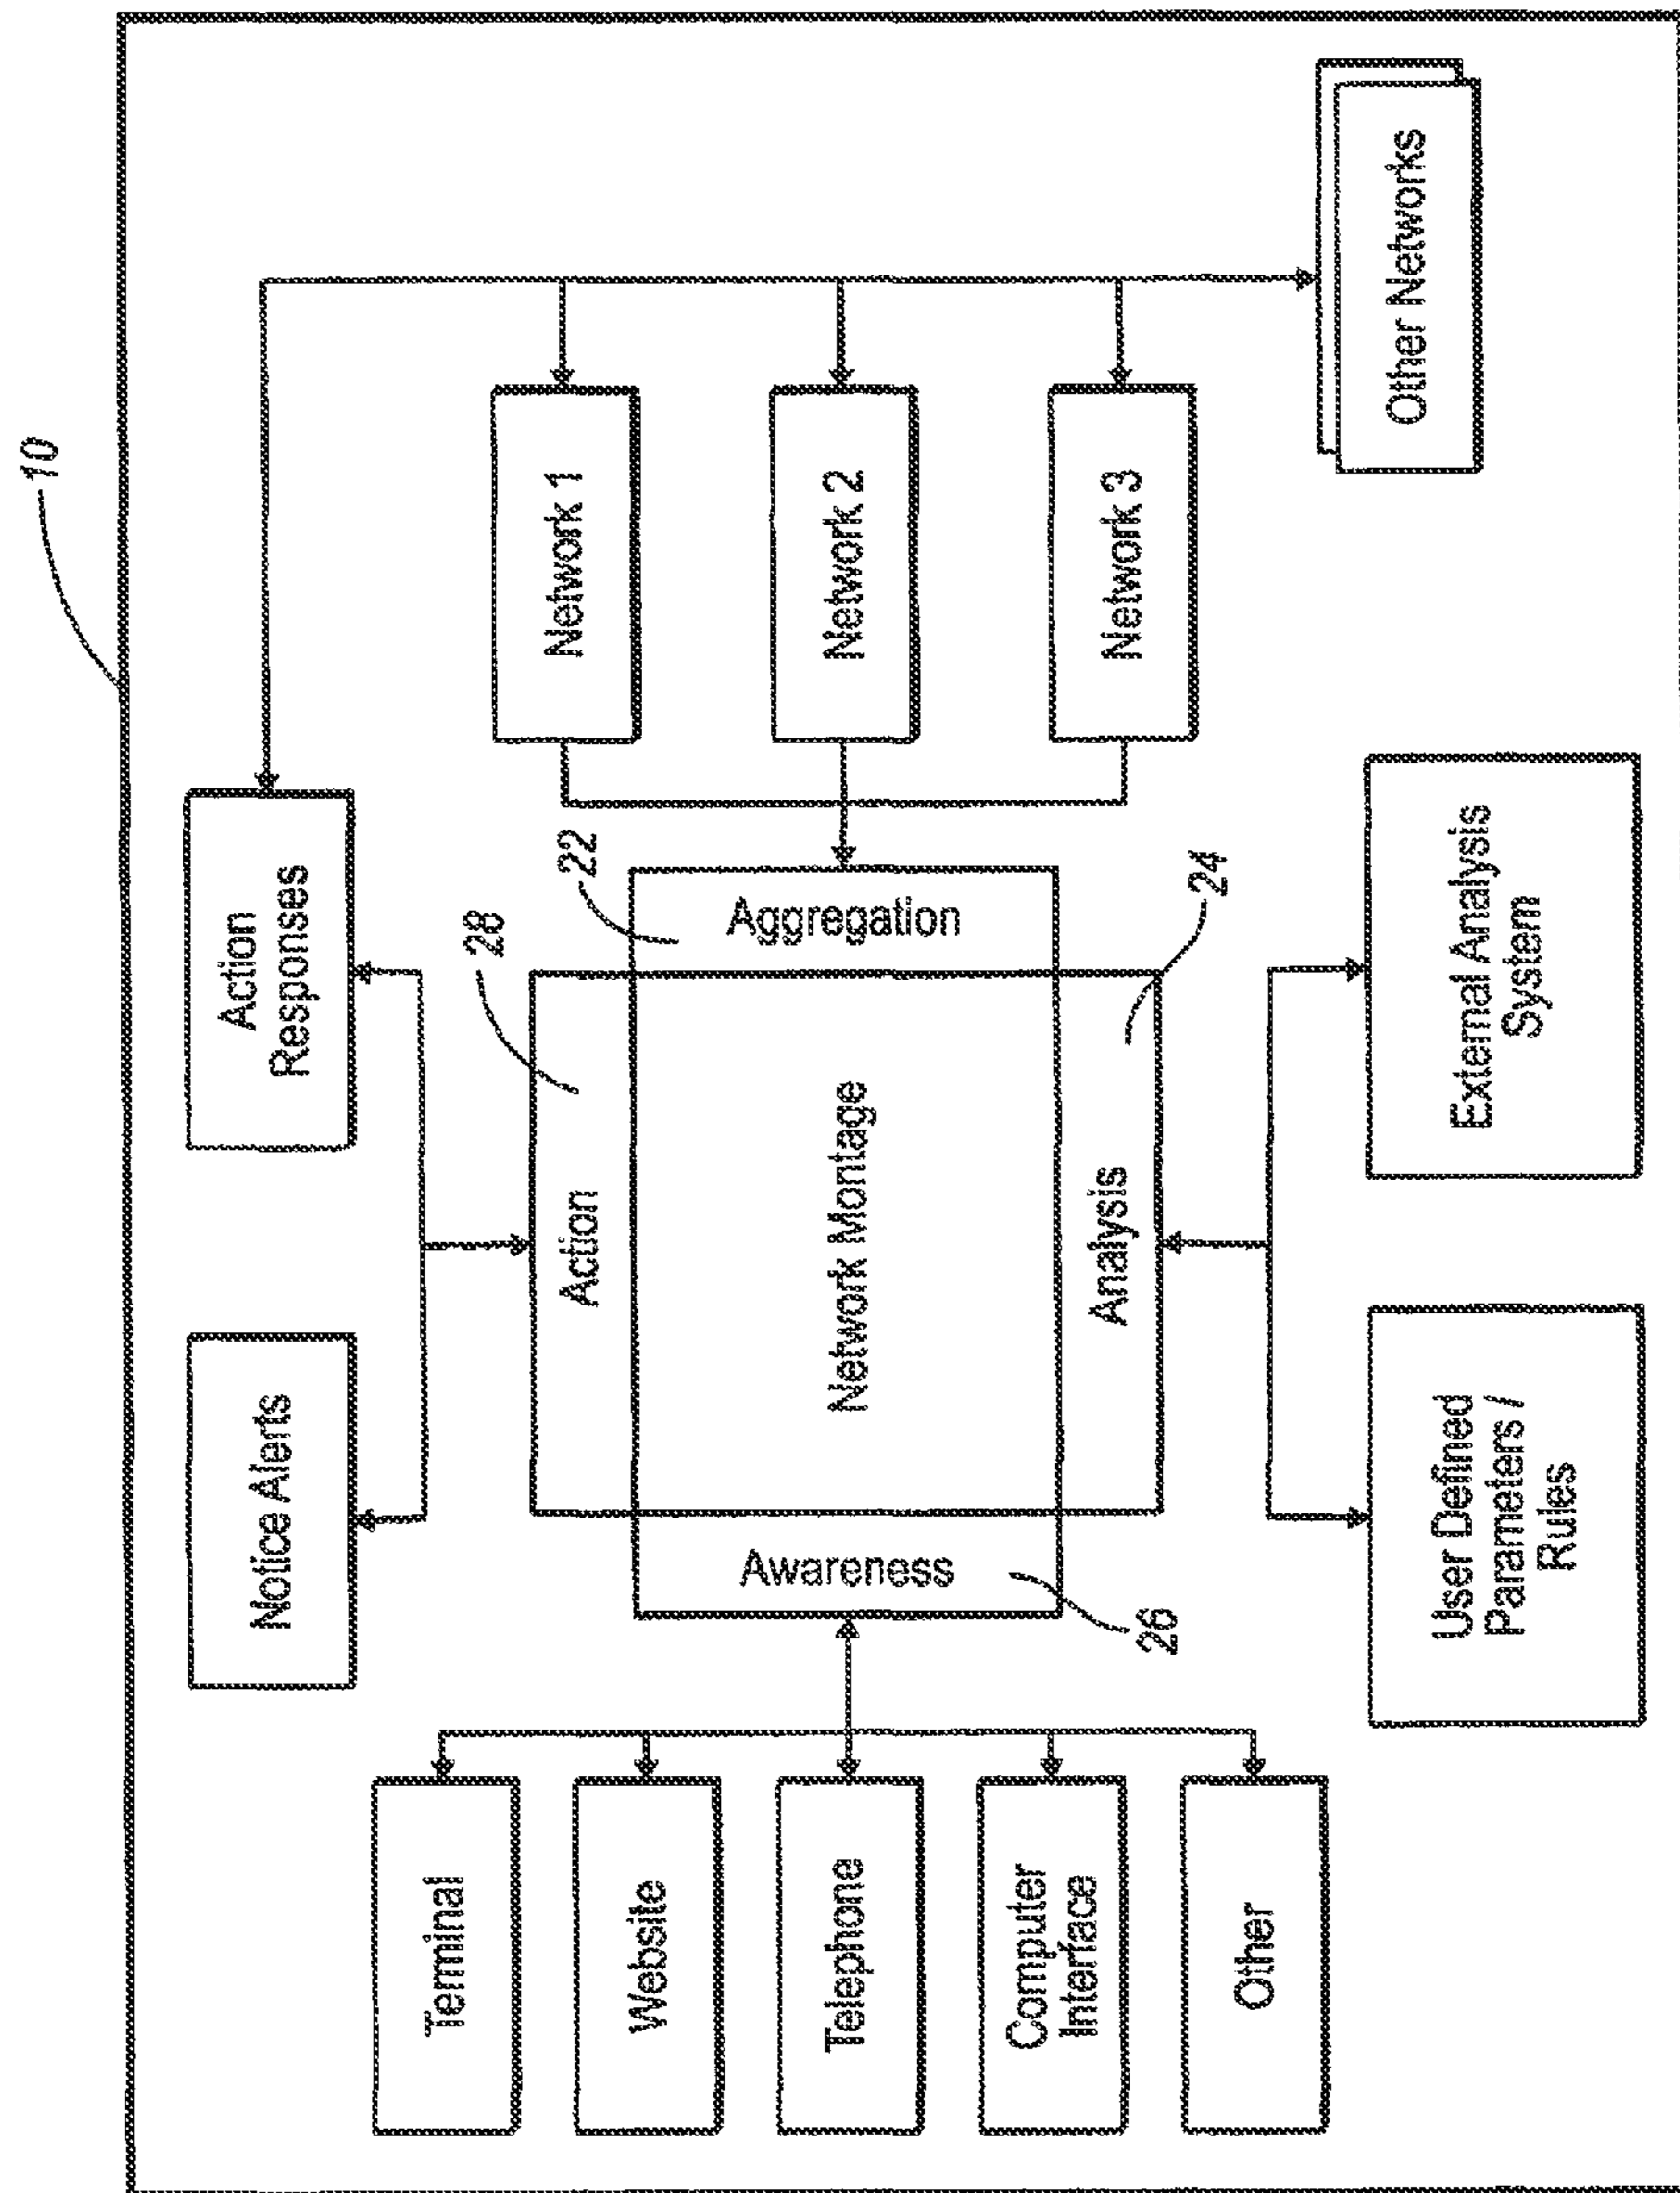 10
Notice Alerts
Action
Responses
28
22
Terminal
Website
Telephone
Computer
Interface
Other
Action
Awareness
Network Montage
Aggregation
Analysis
26
24
Network 1
Network 2
Network 3
User Defined
Parameters /
Rules
External Analysis
System
Other Networks